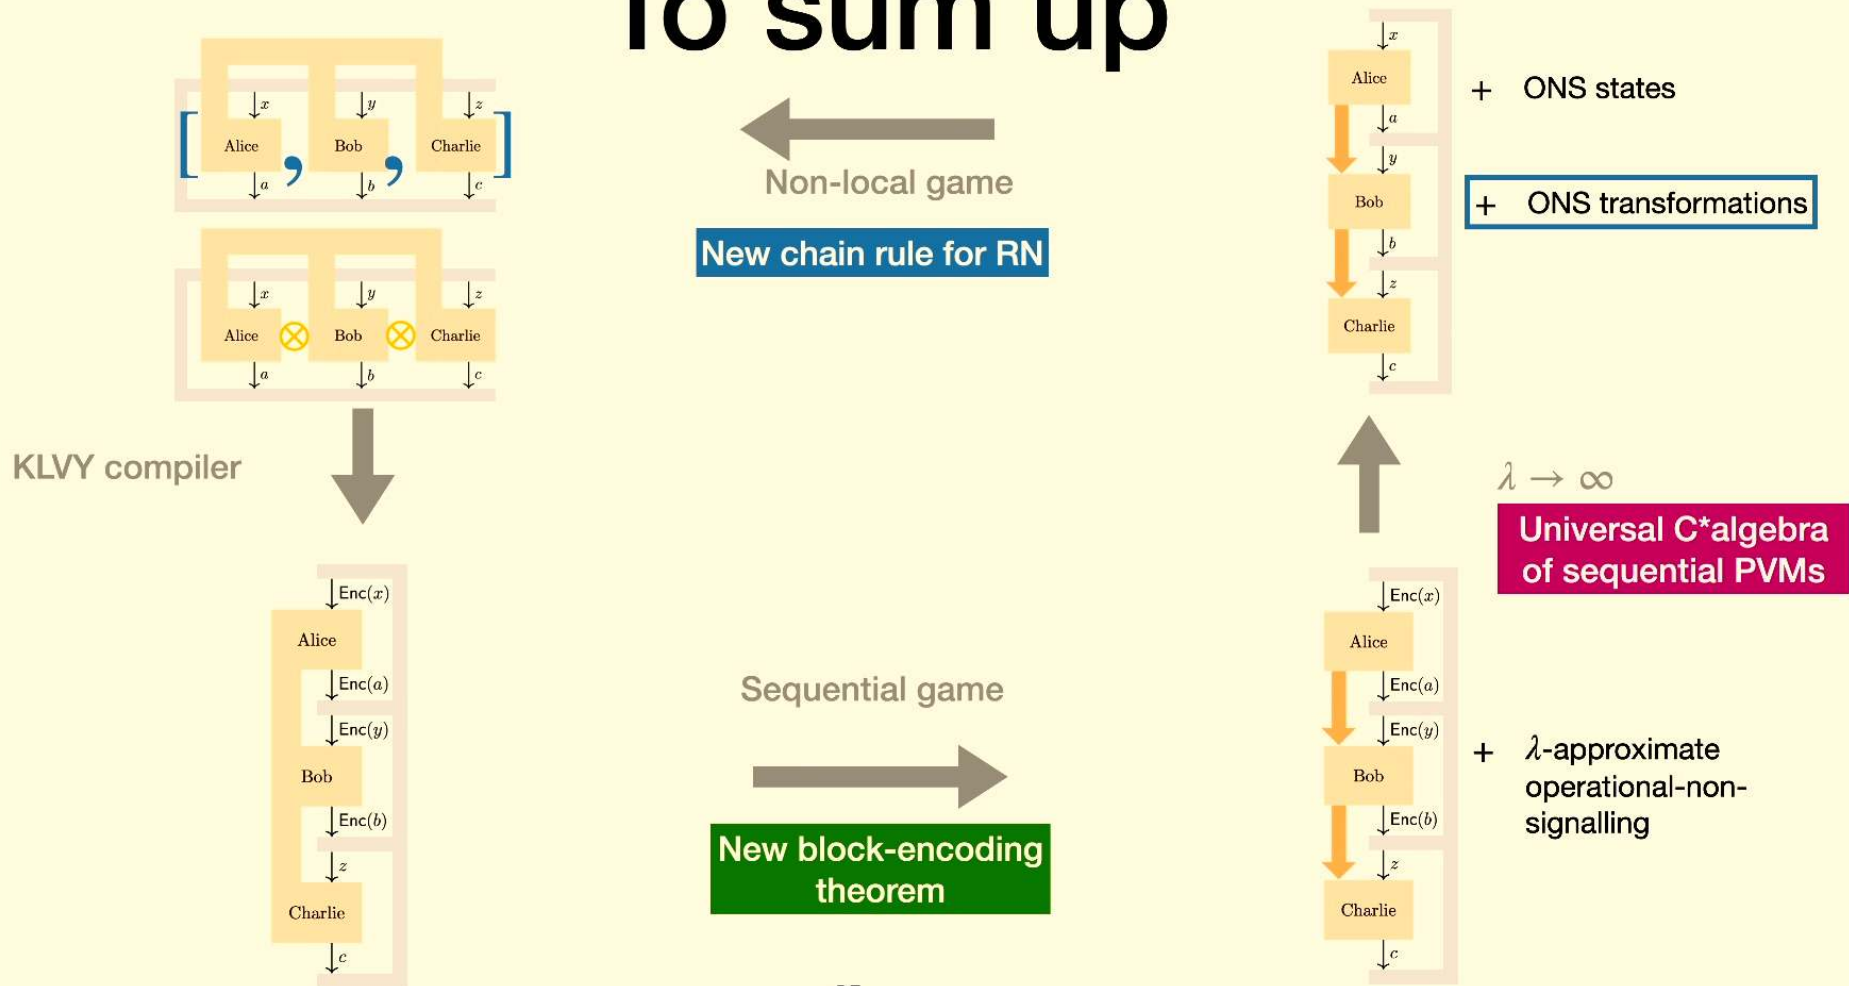 To sum up
x
y
z
[ Alice , Bob , Charlie ]
a
b
c
x
y
z
Alice ⊗ Bob ⊗ Charlie
a
b
c
KLVY compiler
Enc(x)
Alice
Enc(a)
Enc(y)
Bob
Enc(b)
z
Charlie
c
Non-local game
New chain rule for RN
Sequential game
New block-encoding
theorem
x
Alice
a
y
Bob
b
z
Charlie
c
+ ONS states
+ ONS transformations
λ → ∞
Universal C*algebra
of sequential PVMs
Enc(x)
Alice
Enc(a)
Enc(y)
Bob
Enc(b)
z
Charlie
c
+ λ-approximate
operational-non-
signalling